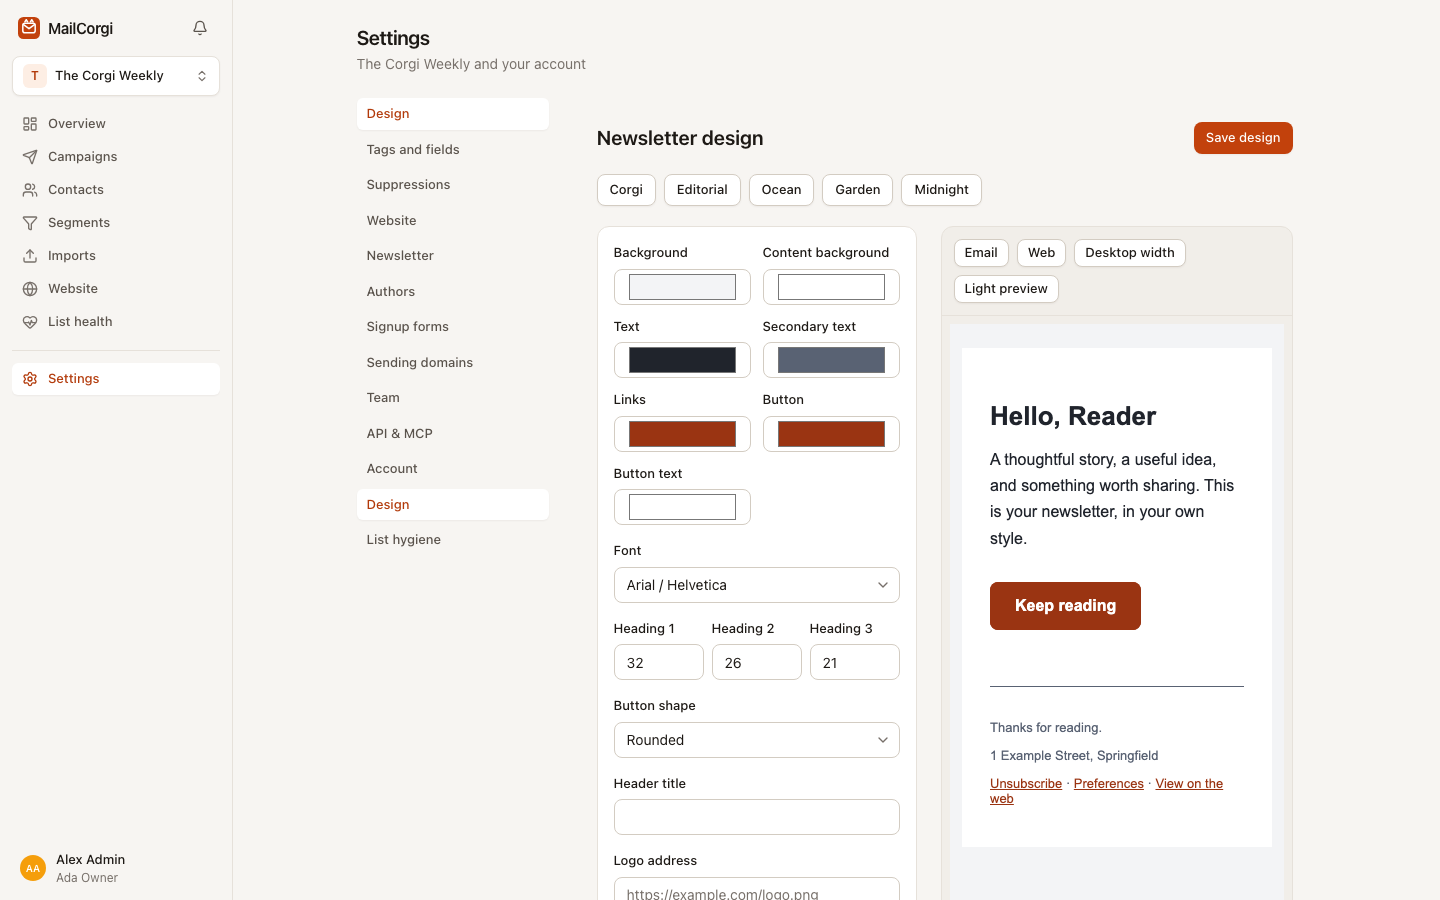 MailCorgi
T The Corgi Weekly
Overview
Campaigns
Contacts
Segments
Imports
Website
List health
Settings
AA Alex Admin
Ada Owner
Settings
The Corgi Weekly and your account
Design
Tags and fields
Suppressions
Website
Newsletter
Authors
Signup forms
Sending domains
Team
API & MCP
Account
Design
List hygiene
Newsletter design
Save design
Corgi Editorial Ocean Garden Midnight
Background Content background
Text Secondary text
Links Button
Button text
Font
Arial / Helvetica
Heading 1 Heading 2 Heading 3
32 26 21
Button shape
Rounded
Header title
Logo address
https://example.com/logo.png
Email Web Desktop width
Light preview
Hello, Reader
A thoughtful story, a useful idea,
and something worth sharing. This
is your newsletter, in your own
style.
Keep reading
Thanks for reading.
1 Example Street, Springfield
Unsubscribe · Preferences · View on the
web